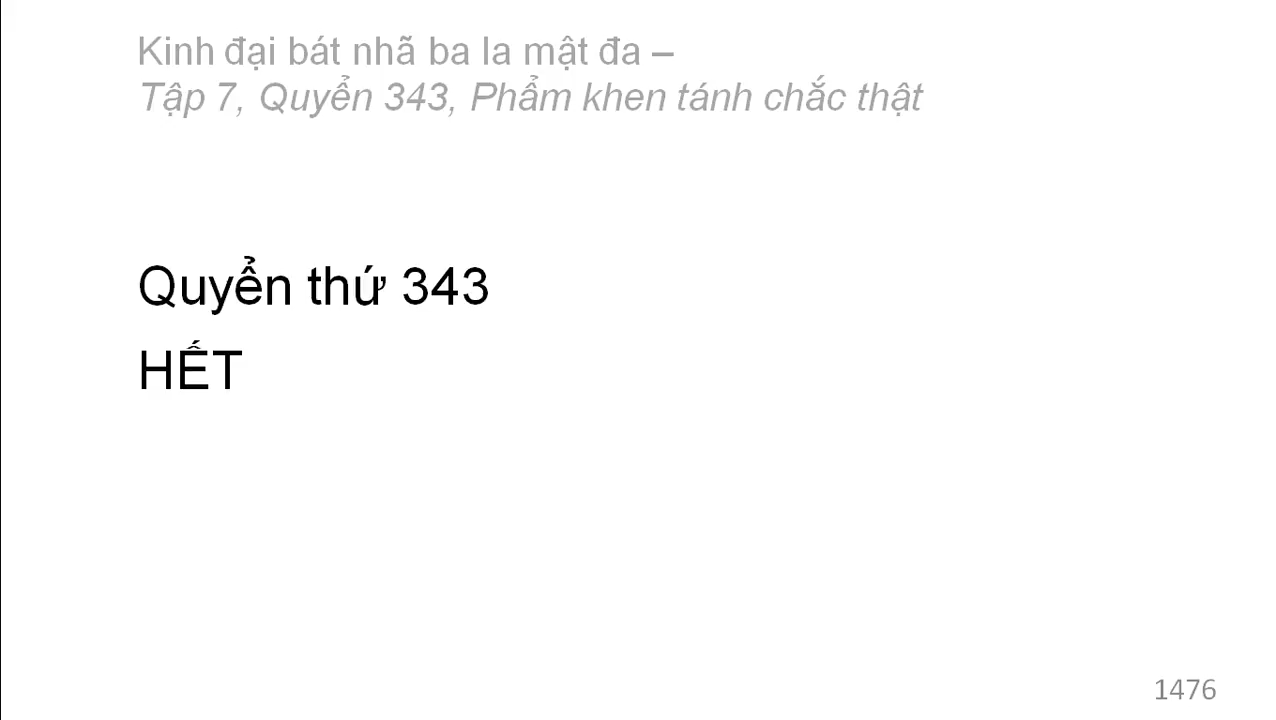 Kinh đại bát nhã ba la mật đa –
Tập 7, Quyển 343, Phẩm khen tánh chắc thật
Quyển thứ 343
HẾT
1476